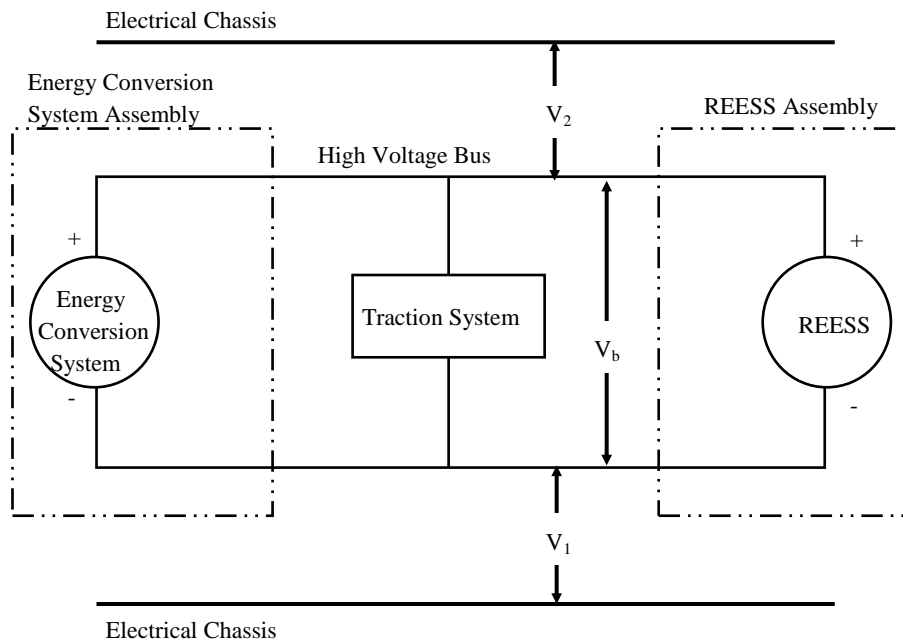 Electrical Chassis
Energy Conversion
System Assembly
V2
REESS Assembly
High Voltage Bus
+
+
Energy
Conversion
System
Traction System
REESS
Vb
-
-
V1
Electrical Chassis